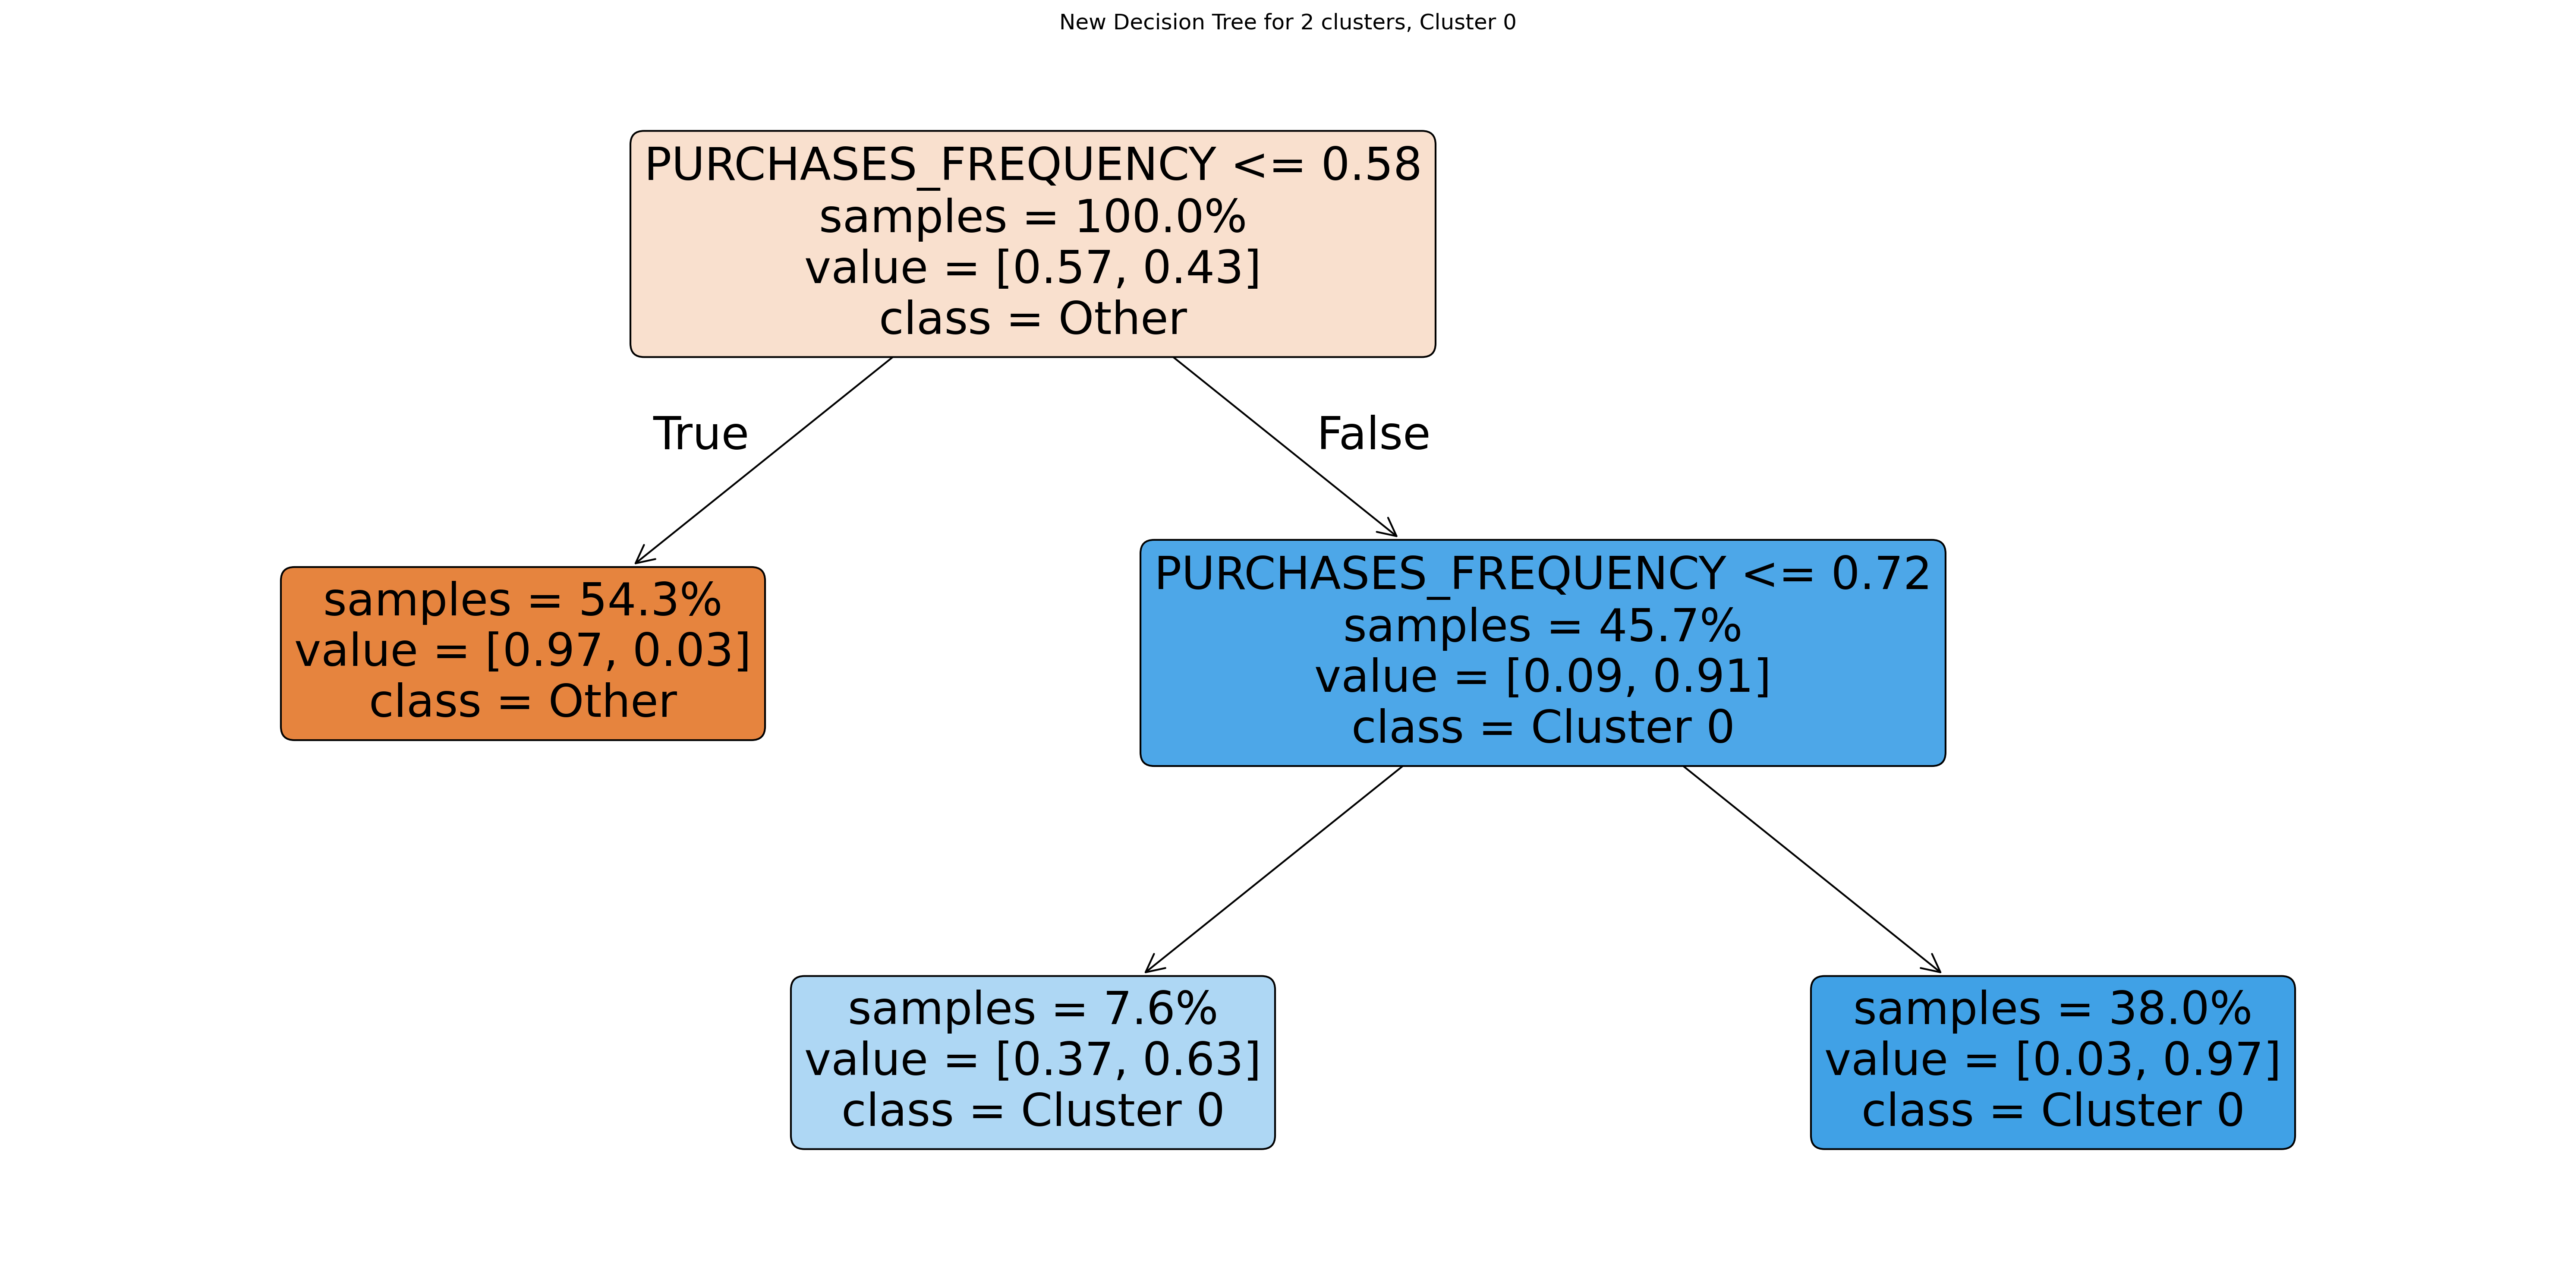 New Decision Tree for 2 clusters, Cluster 0
PURCHASES_FREQUENCY <= 0.58
samples = 100.0%
value = [0.57, 0.43]
class = Other
True
False
samples = 54.3%
value = [0.97, 0.03]
class = Other
PURCHASES_FREQUENCY <= 0.72
samples = 45.7%
value = [0.09, 0.91]
class = Cluster 0
samples = 7.6%
value = [0.37, 0.63]
class = Cluster 0
samples = 38.0%
value = [0.03, 0.97]
class = Cluster 0